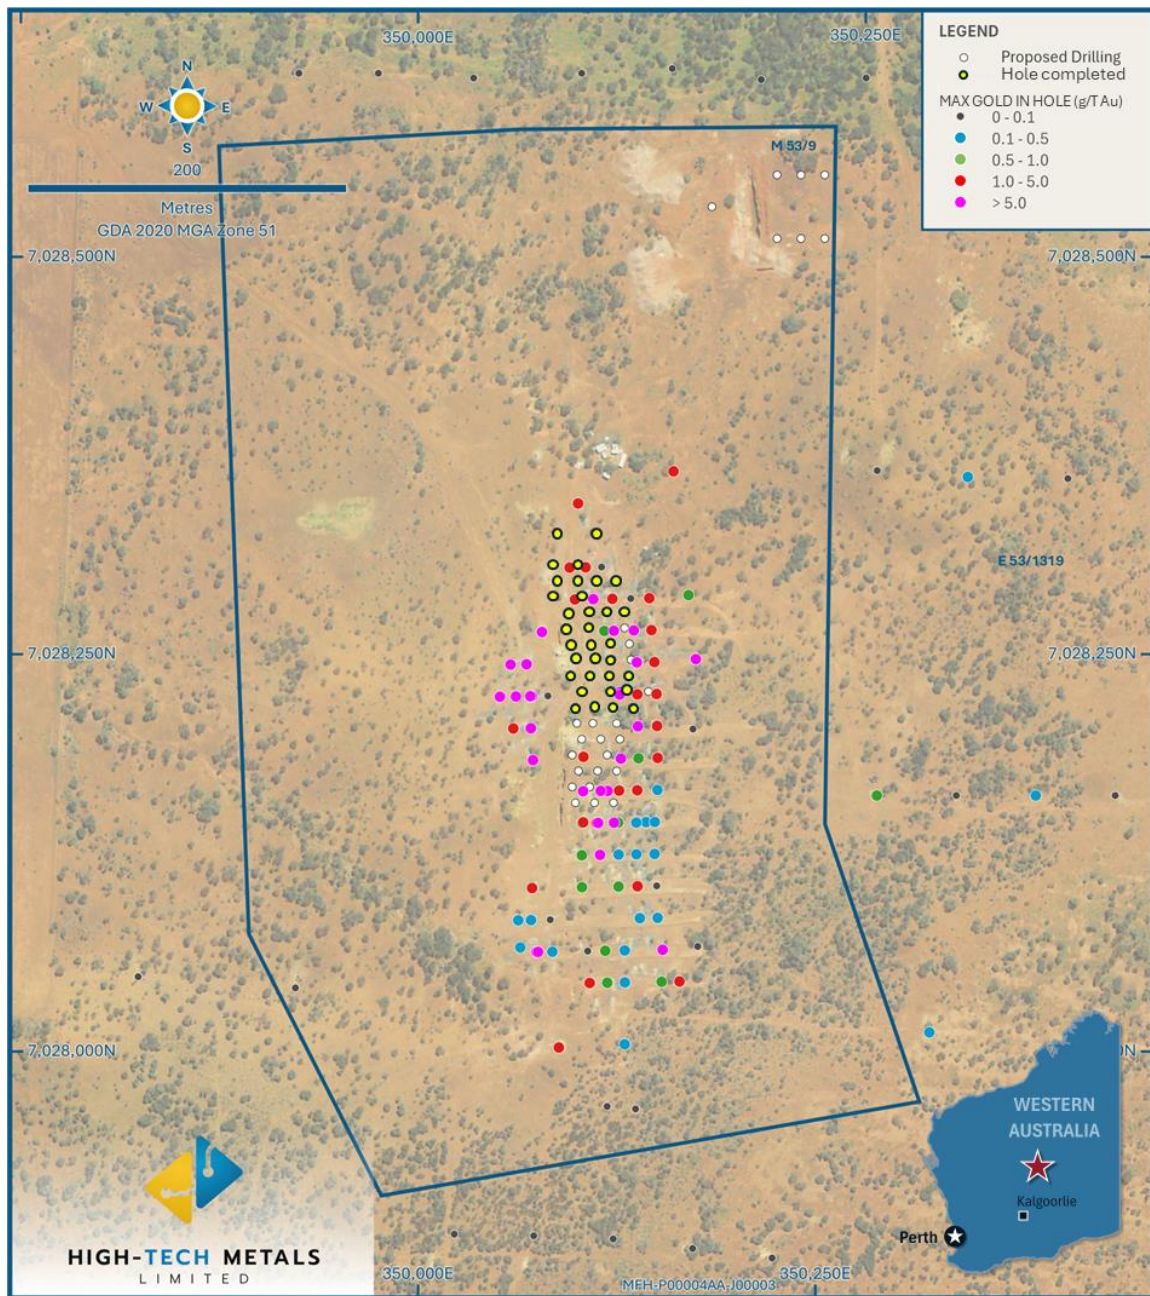 350,000E
350,250E
LEGEND
Proposed Drilling
Hole completed
MAX GOLD IN HOLE (g/T Au)
0 - 0.1
0.1 - 0.5
0.5 - 1.0
1.0 - 5.0
> 5.0
N
W
E
S
200
Metres
GDA 2020 MGA Zone 51
M 53/9
7,028,500N
7,028,500N
E 53/1319
7,028,250N
7,028,250N
7,028,000N
N
WESTERN
AUSTRALIA
Kalgoorlie
Perth
HIGH-TECH METALS
LIMITED
350,000E
350,250E
MEH-P00004AA-J00003